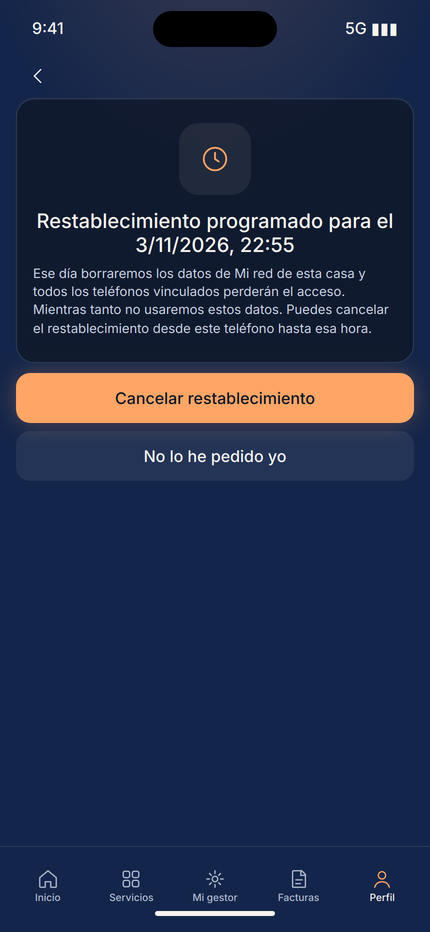 9:41
5G
Restablecimiento programado para el
3/11/2026, 22:55
Ese día borraremos los datos de Mi red de esta casa y
todos los teléfonos vinculados perderán el acceso.
Mientras tanto no usaremos estos datos. Puedes cancelar
el restablecimiento desde este teléfono hasta esa hora.
Cancelar restablecimiento
No lo he pedido yo
Inicio
Servicios
Mi gestor
Facturas
Perfil